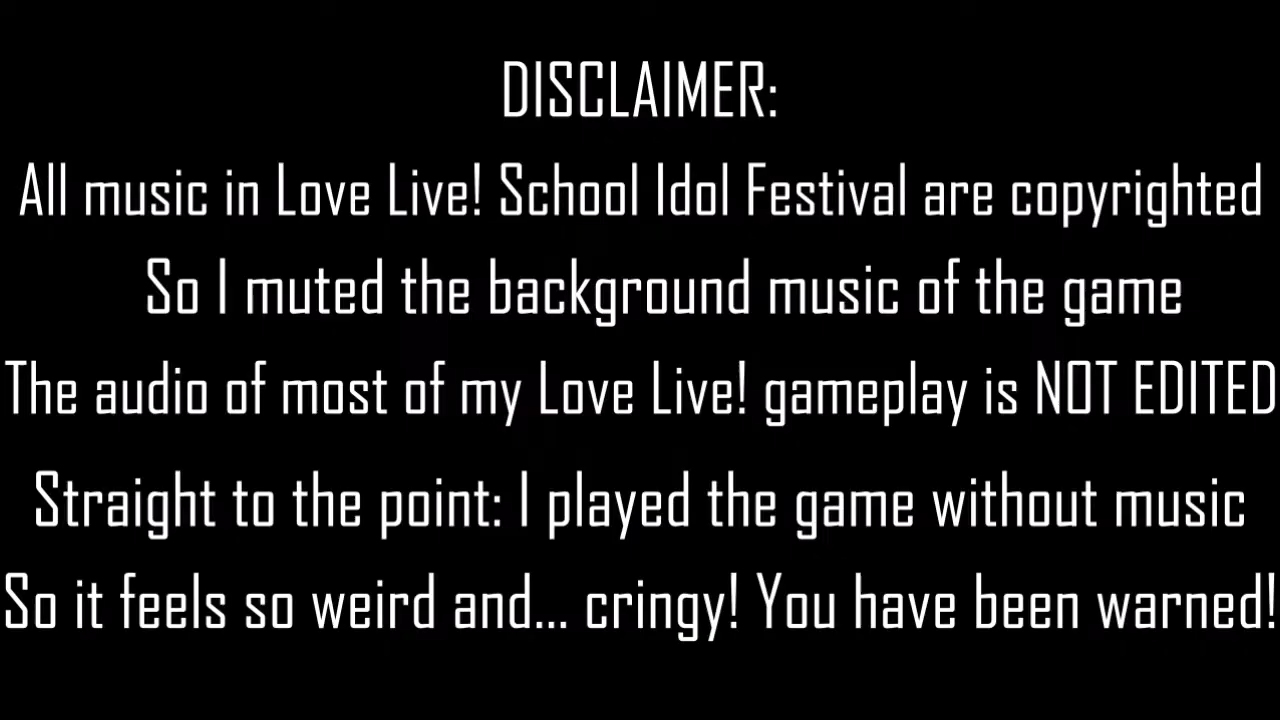 DISCLAIMER:
All music in Love Live! School Idol Festival are copyrighted
So I muted the background music of the game
The audio of most of my Love Live! gameplay is NOT EDITED
Straight to the point: I played the game without music
So it feels so weird and... cringy! You have been warned!